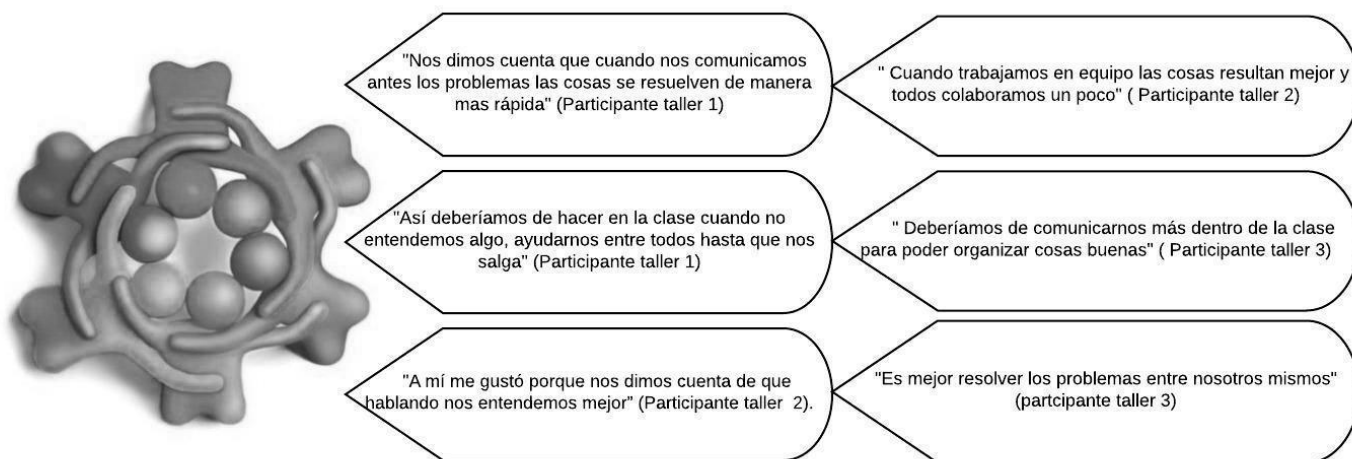 "Nos dimos cuenta que cuando nos comunicamos
antes los problemas las cosas se resuelven de manera
mas rápida" (Participante taller 1)
" Cuando trabajamos en equipo las cosas resultan mejor y
todos colaboramos un poco" ( Participante taller 2)
"Así deberíamos de hacer en la clase cuando no
entendemos algo, ayudarnos entre todos hasta que nos
salga" (Participante taller 1)
" Deberíamos de comunicarnos más dentro de la clase
para poder organizar cosas buenas" ( Participante taller 3)
"A mí me gustó porque nos dimos cuenta de que
hablando nos entendemos mejor" (Participante taller  2).
"Es mejor resolver los problemas entre nosotros mismos"
(partcipante taller 3)